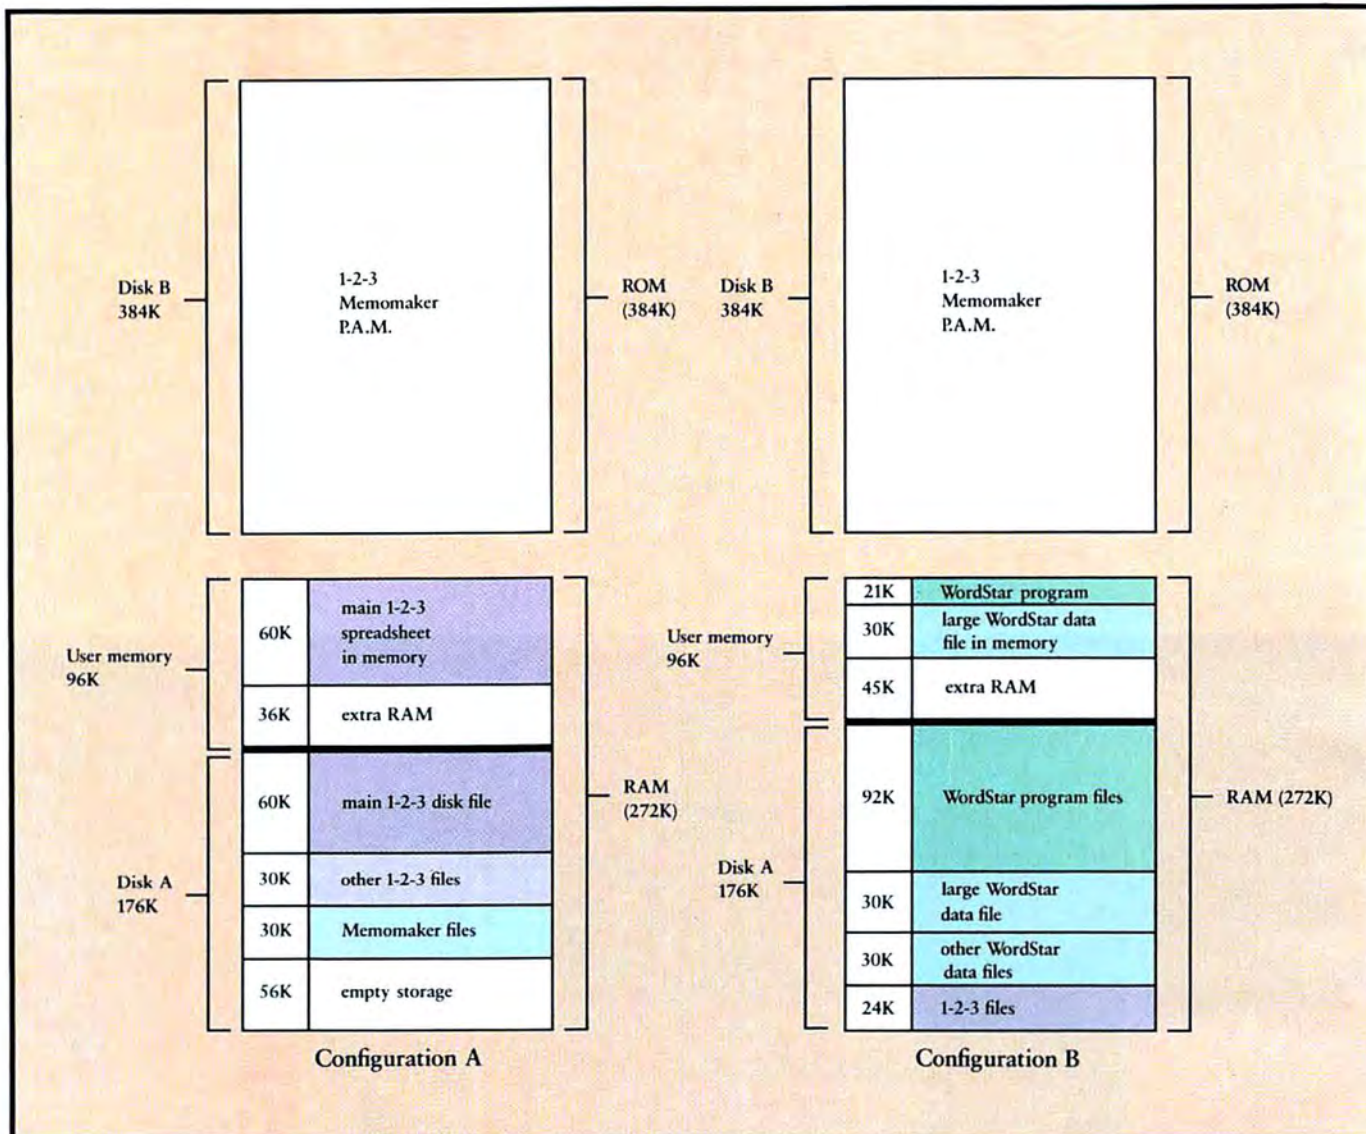 Disk B
384K
1-2-3
Memomaker
P.A.M.
ROM
(384K)
User memory
96K
60K
main 1-2-3
spreadsheet
in memory
36K
extra RAM
Disk A
176K
60K
main 1-2-3 disk file
30K
other 1-2-3 files
30K
Memomaker files
56K
empty storage
RAM
(272K)
Configuration A
Disk B
384K
1-2-3
Memomaker
P.A.M.
ROM
(384K)
User memory
96K
21K
WordStar program
30K
large WordStar data
file in memory
45K
extra RAM
Disk A
176K
92K
WordStar program files
30K
large WordStar
data file
30K
other WordStar
data files
24K
1-2-3 files
RAM (272K)
Configuration B